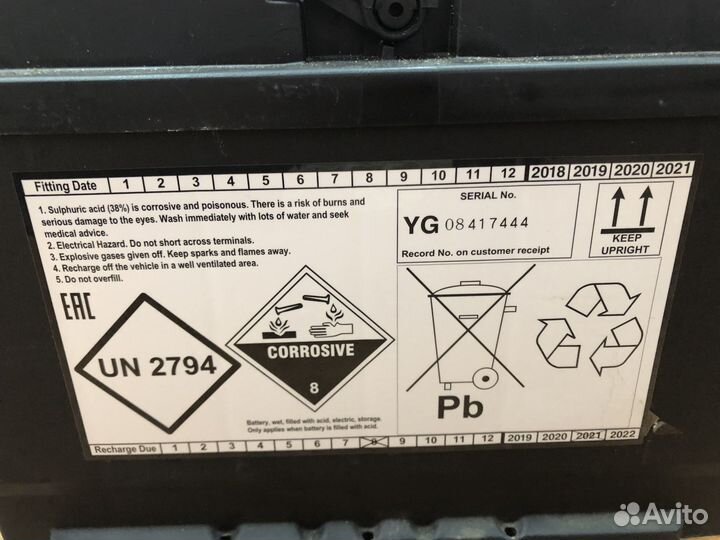 Fitting Date 1 2 3 4 5 6 7 8 9 10 11 12 2018 2019 2020 2021
1. Sulphuric acid (38%) is corrosive and poisonous. There is a risk of burns and
serious damage to the eyes. Wash immediately with lots of water and seek
medical advice.
2. Electrical Hazard. Do not short across terminals.
3. Explosive gases given off. Keep sparks and flames away.
4. Recharge off the vehicle in a well ventilated area.
5. Do not overfill.
SERIAL No.
YG 08417444
Record No. on customer receipt
KEEP
UPRIGHT
EAC
UN 2794
CORROSIVE
8
Battery, wet, filled with acid, electric, storage.
Only applies when battery is filled with acid.
Pb
Recharge Due 1 2 3 4 5 6 7 8 9 10 11 12 2019 2020 2021 2022
Avito